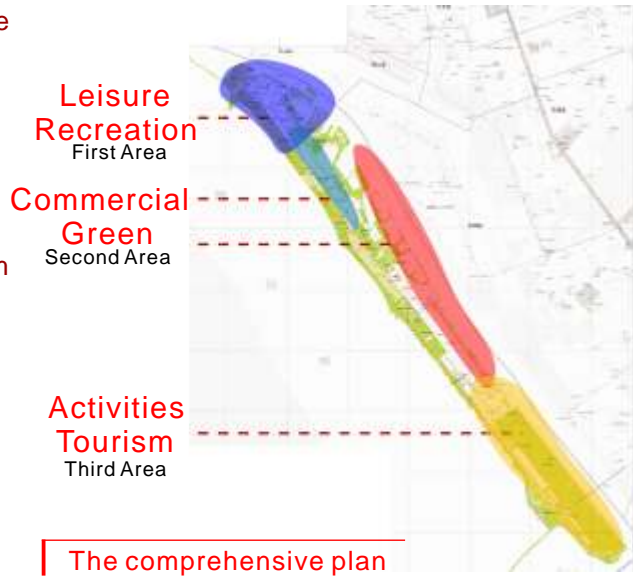 e
Leisure
Recreation
First Area
Commercial
Green
Second Area
n
Activities
Tourism
Third Area
The comprehensive plan